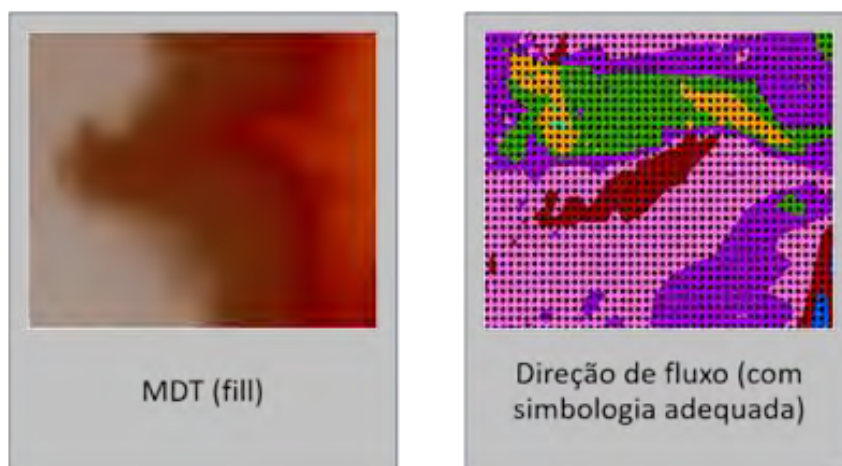 MDT (fill)
Direção de fluxo (com
simbologia adequada)